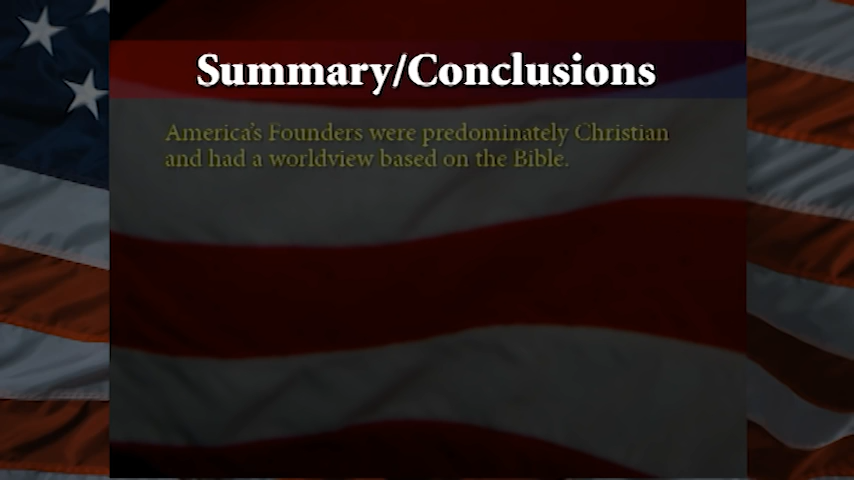 Summary/Conclusions
America's Founders were predominately Christian
and had a worldview based on the Bible.